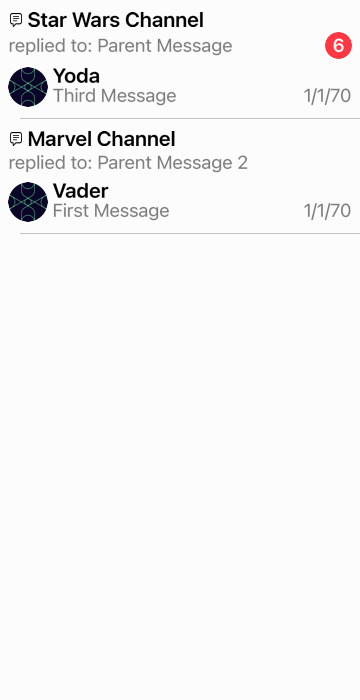 Star Wars Channel
replied to: Parent Message
6
Yoda
Third Message
1/1/70
Marvel Channel
replied to: Parent Message 2
Vader
First Message
1/1/70